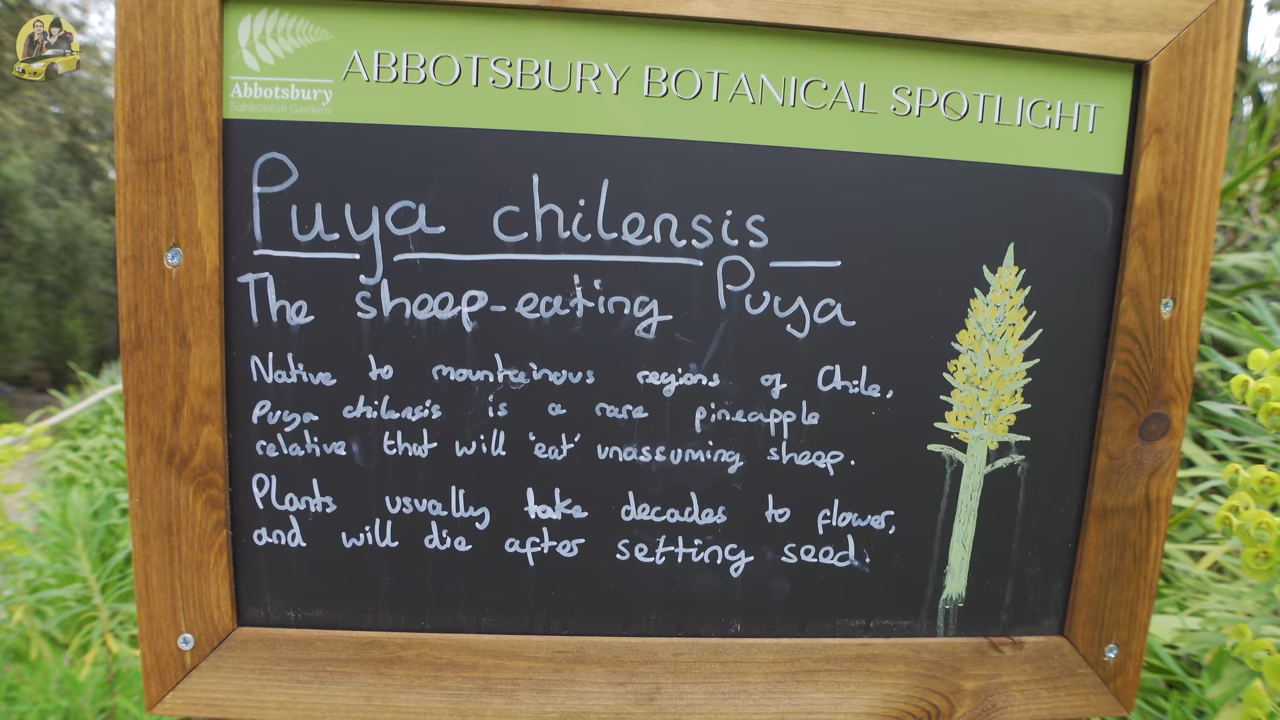 Abbotsbury
Subtropical Gardens
ABBOTSBURY BOTANICAL SPOTLIGHT
Puya chilensis
The sheep-eating Puya
Native to mountainous regions of Chile,
Puya chilensis is a rare pineapple
relative that will 'eat' unassuming sheep.
Plants usually take decades to flower,
and will die after setting seed.